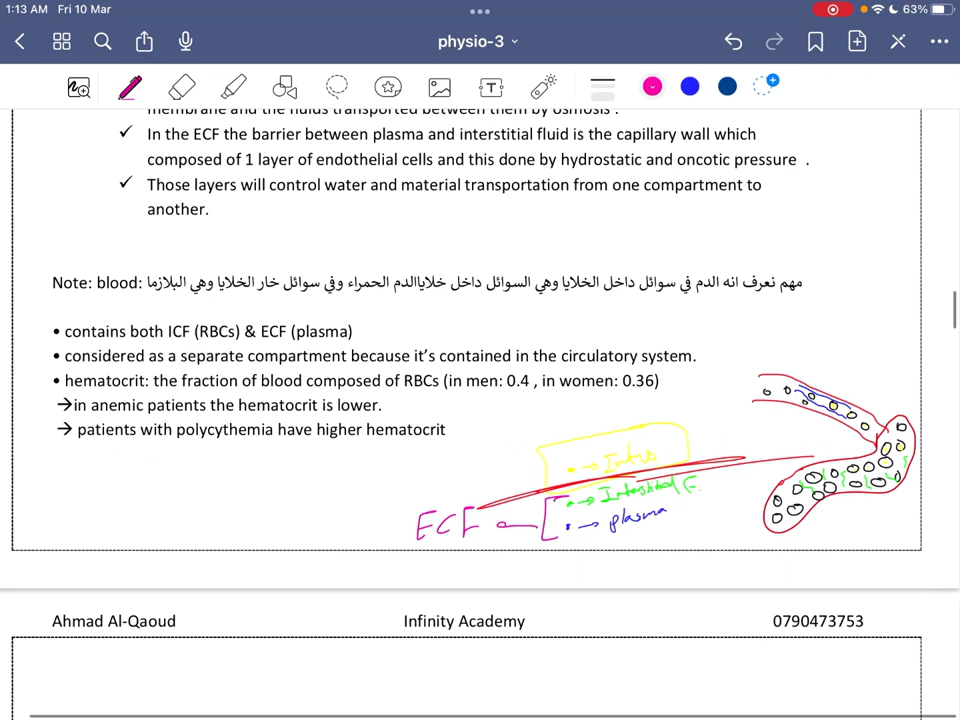 1:13 AM Fri 10 Mar
63%
physio-3
membrane and the fluids transported between them by osmosis .
✓ In the ECF the barrier between plasma and interstitial fluid is the capillary wall which
composed of 1 layer of endothelial cells and this done by hydrostatic and oncotic pressure .
✓ Those layers will control water and material transportation from one compartment to
another.
Note: blood: مهم نعرف انه الدم في سوائل داخل الخلايا وهي السوائل داخل خلاياالدم الحمراء وفي سوائل خار الخلايا وهي البلازما
• contains both ICF (RBCs) & ECF (plasma)
• considered as a separate compartment because it's contained in the circulatory system.
• hematocrit: the fraction of blood composed of RBCs (in men: 0.4 , in women: 0.36)
→in anemic patients the hematocrit is lower.
→ patients with polycythemia have higher hematocrit
• → Intra
• → Interstitial F
ECF
• → plasma
Ahmad Al-Qaoud
Infinity Academy
0790473753